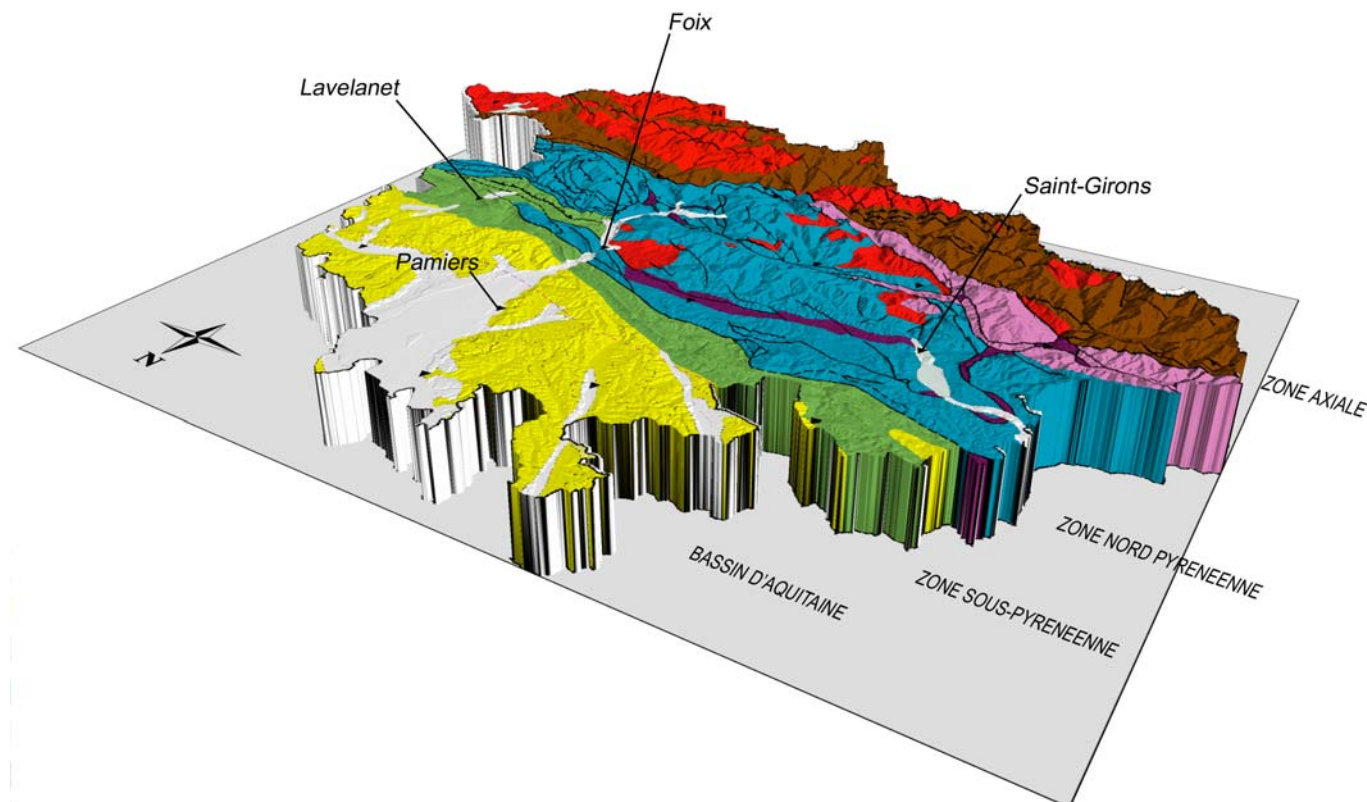 Foix
Lavelanet
Saint-Girons
Pamiers
N
ZONE AXIALE
ZONE NORD PYRENEENNE
ZONE SOUS-PYRENEENNE
BASSIN D'AQUITAINE